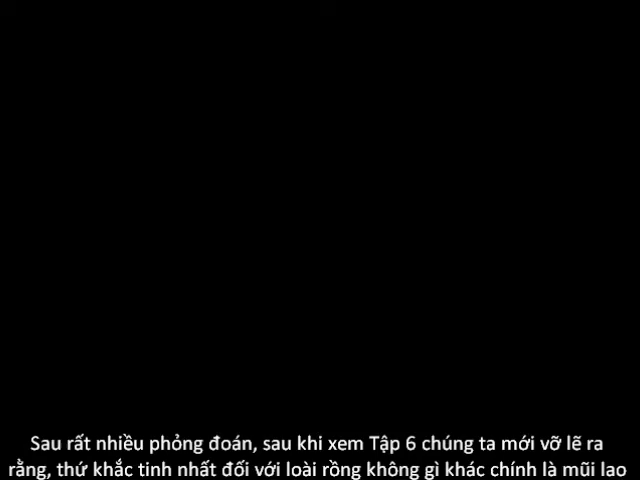 Sau rất nhiều phỏng đoán, sau khi xem Tập 6 chúng ta mới vỡ lẽ ra
rằng, thứ khắc tinh nhất đối với loài rồng không gì khác chính là mũi lao